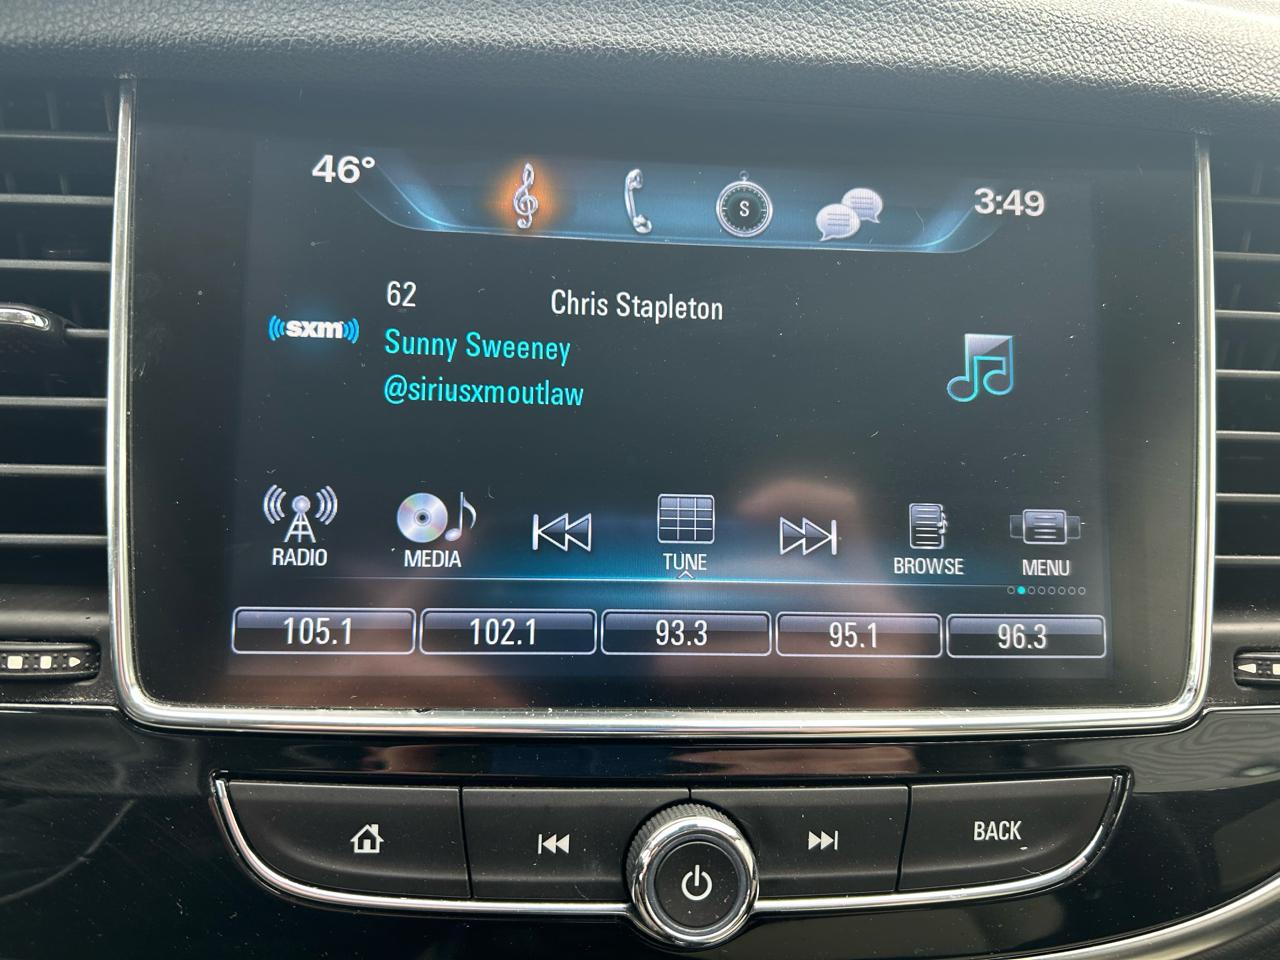 46°
S
3:49
62
Chris Stapleton
((sxm))
Sunny Sweeney
@siriusxmoutlaw
RADIO
MEDIA
TUNE
BROWSE
MENU
105.1
102.1
93.3
95.1
96.3
BACK